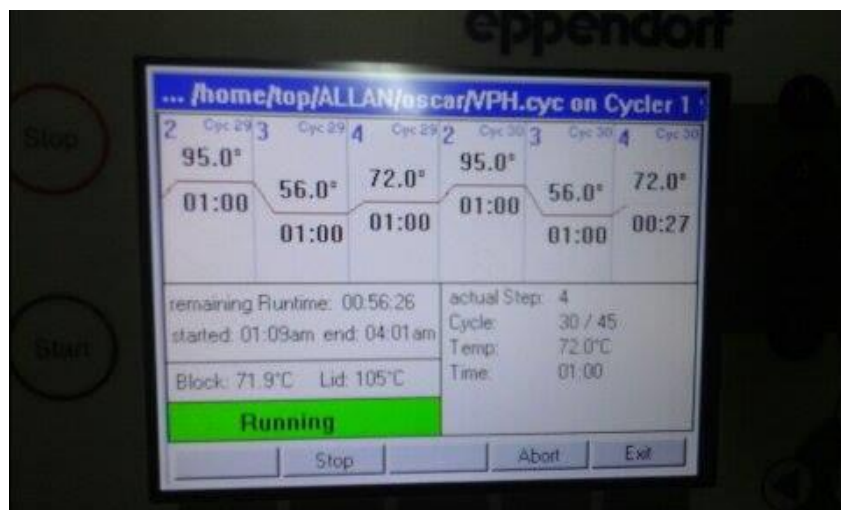 eppendorf
... /home/top/ALLAN/oscar/VPH.cyc on Cycler 1
2 Cyc 29 3 Cyc 29 4 Cyc 29 2 Cyc 30 3 Cyc 30 4 Cyc 30
95.0° 56.0° 72.0° 95.0° 56.0° 72.0°
01:00 01:00 01:00 01:00 01:00 00:27
remaining Runtime: 00:56:26
started: 01:09am end: 04:01am
Block: 71.9°C Lid: 105°C
Running
actual Step: 4
Cycle: 30 / 45
Temp: 72.0°C
Time: 01:00
Stop Abort Exit
Stop
Start